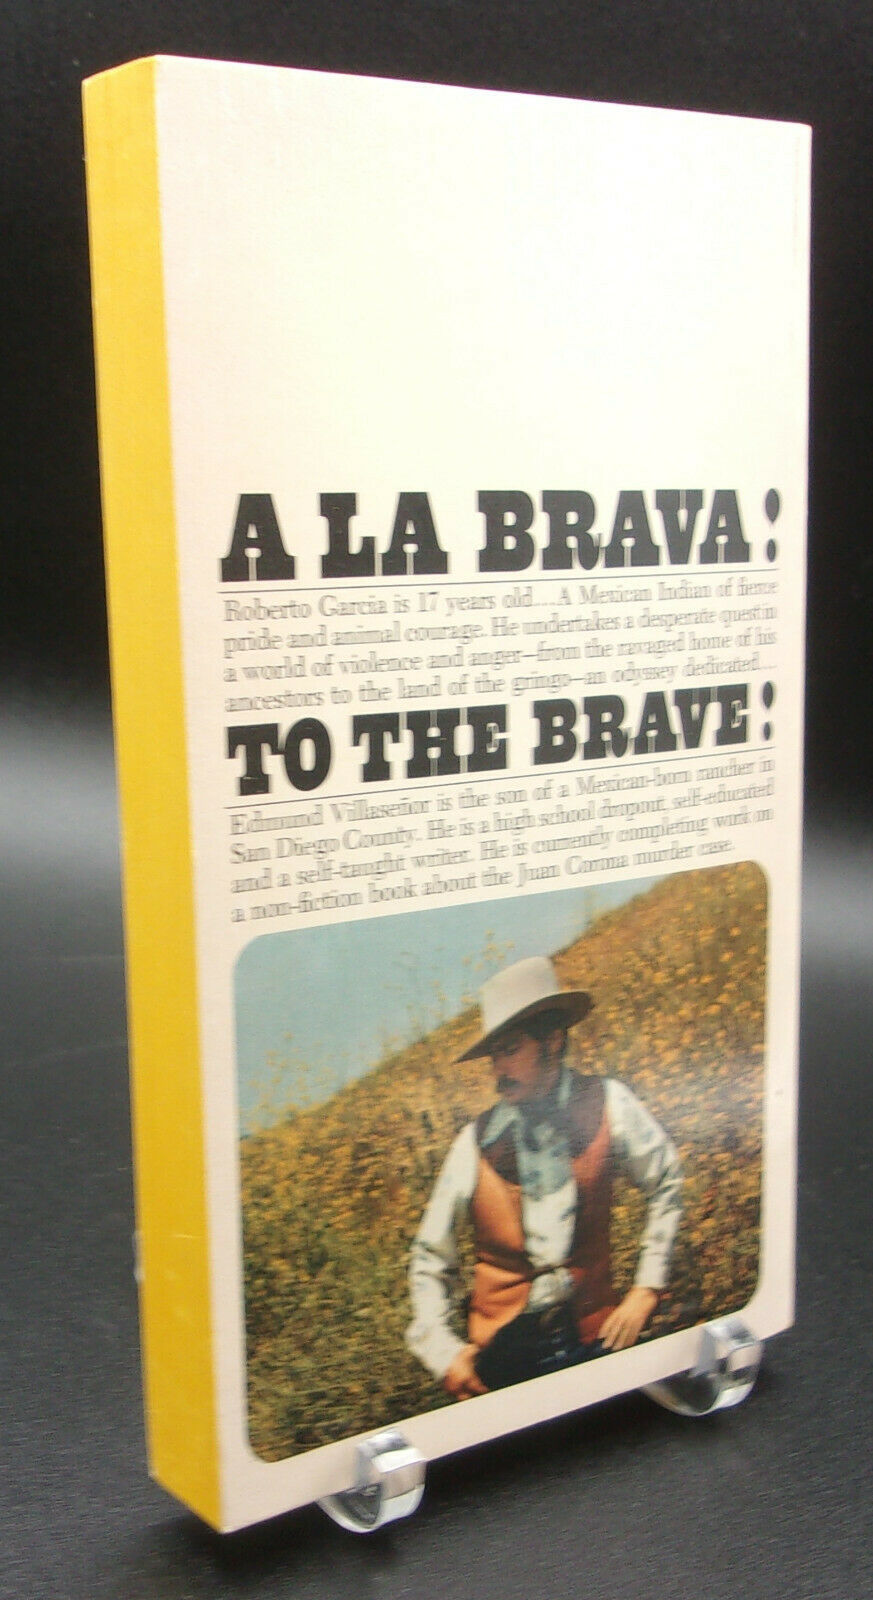 A LA BRAVA!
Roberto Garcia is 17 years old....A Mexican Indian of fierce
pride and animal courage. He undertakes a desperate quest in
a world of violence and anger—from the ravaged home of his
ancestors to the land of the gringo—an odyssey dedicated....
TO THE BRAVE!
Edmund Villaseñor is the son of a Mexican-born rancher in
San Diego County. He is a high school dropout, self-educated
and a self-taught writer. He is currently completing work on
a non-fiction book about the Juan Corona murder case.